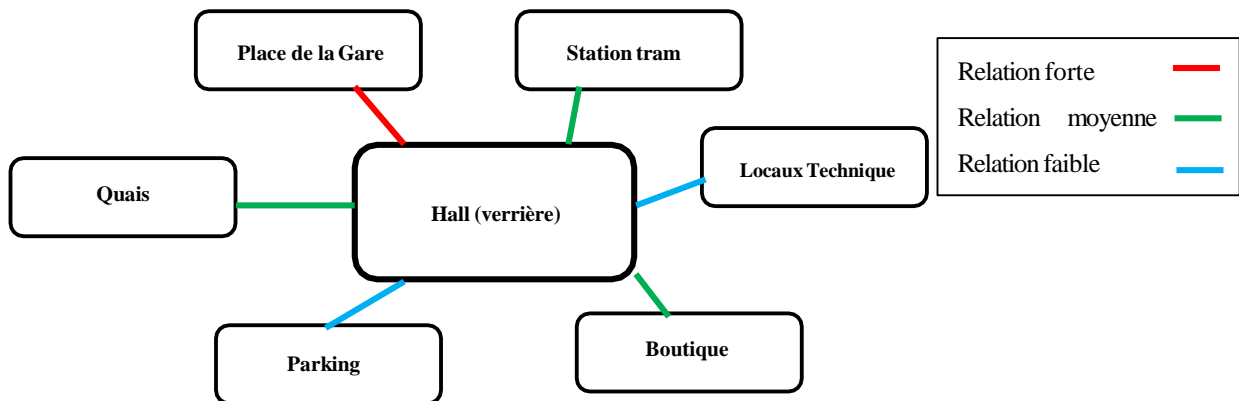 Place de la Gare
Station tram
Relation forte
Relation moyenne
Relation faible
Locaux Technique
Quais
Hall (verrière)
Parking
Boutique